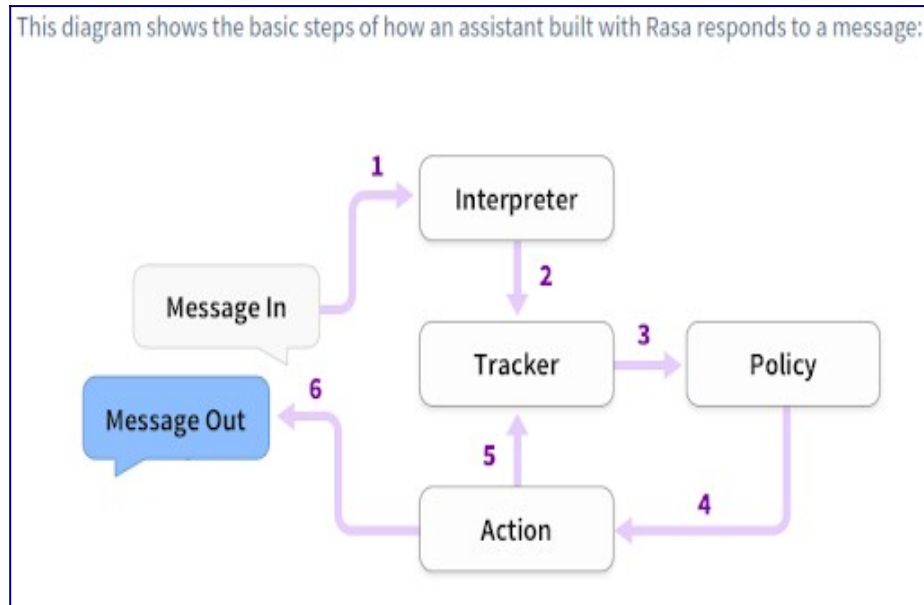 This diagram shows the basic steps of how an assistant built with Rasa responds to a message:
1
Interpreter
2
Message In
3
Tracker
Policy
6
Message Out
5
4
Action